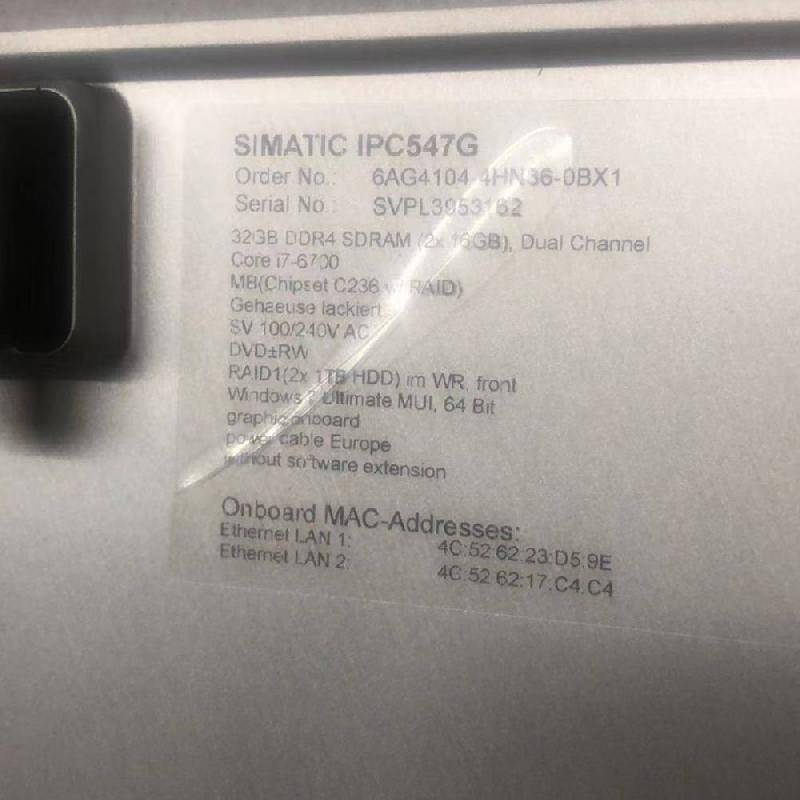 SIMATIC IPC547G
Order No.: 6AG4104-4HN36-0BX1
Serial No.: SVPL3953162
32GB DDR4 SDRAM (2x 16GB), Dual Channel
Core i7-6700
MB(Chipset C236 w/ RAID)
Gehaeuse lackiert
SV 100/240V AC
DVD±RW
RAID1(2x 1TB HDD) im WR, front
Windows 7 Ultimate MUI, 64 Bit
graphic onboard
power cable Europe
without software extension
Onboard MAC-Addresses:
Ethernet LAN 1: 4C:52:62:23:D5:9E
Ethernet LAN 2: 4C:52:62:17:C4:C4